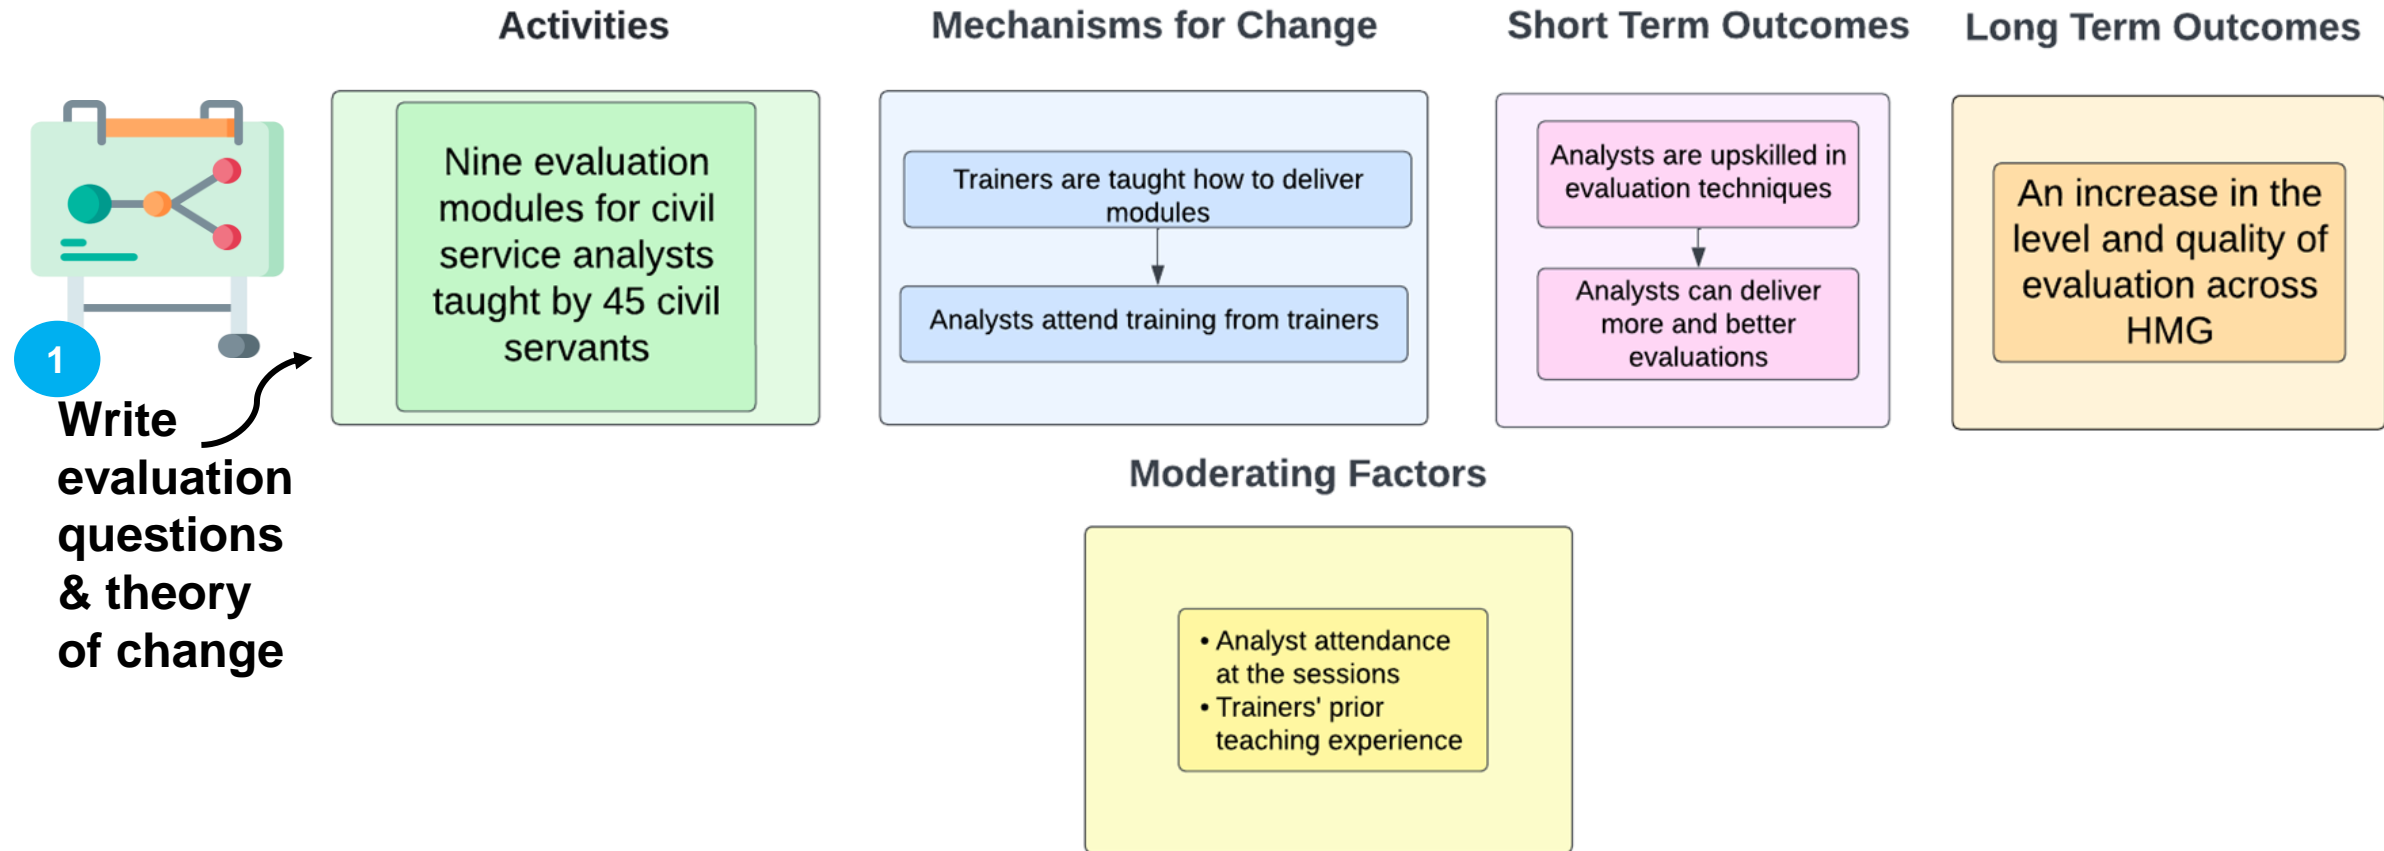 Activities
Mechanisms for Change
Short Term Outcomes
Long Term Outcomes
Nine evaluation
modules for civil
service analysts
taught by 45 civil
servants
Trainers are taught how to deliver
modules
Analysts attend training from trainers
Analysts are upskilled in
evaluation techniques
Analysts can deliver
more and better
evaluations
An increase in the
level and quality of
evaluation across
HMG
1
Write
evaluation
questions
& theory
of change
Moderating Factors
• Analyst attendance
at the sessions
• Trainers' prior
teaching experience